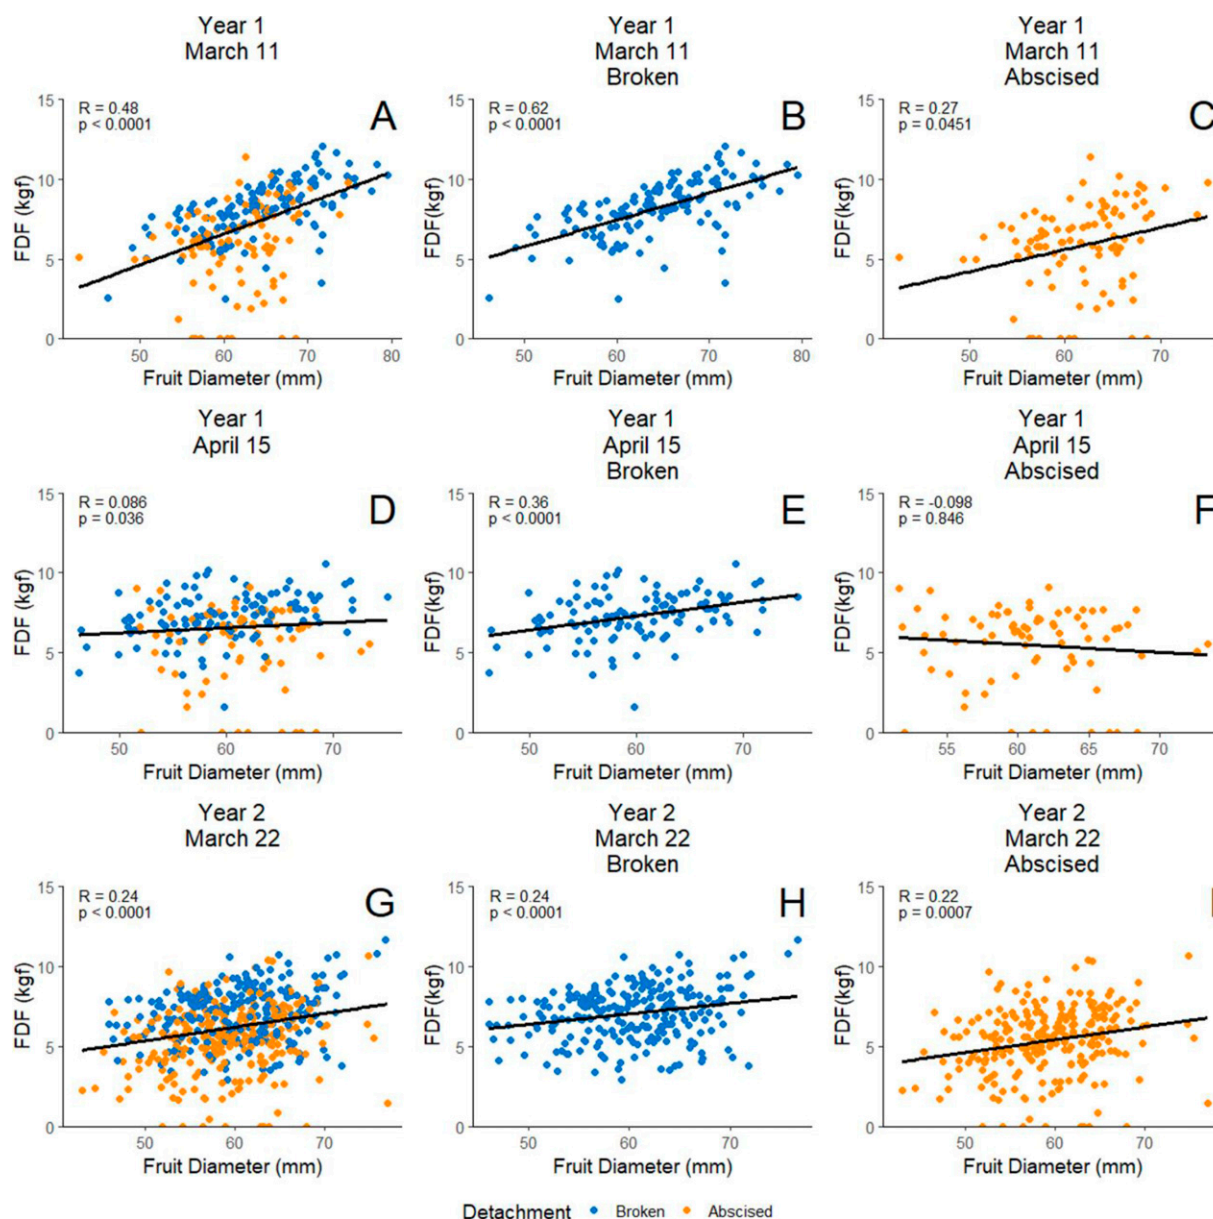 Year 1
March 11
Year 1
March 11
Broken
Year 1
March 11
Abscised
R = 0.48
p < 0.0001
A
R = 0.62
p < 0.0001
B
R = 0.27
p = 0.0451
C
FDF (kgf)
15
10
5
0
50
60
70
80
Fruit Diameter (mm)
FDF(kgf)
15
10
5
0
50
60
70
80
Fruit Diameter (mm)
FDF(kgf)
15
10
5
0
50
60
70
Fruit Diameter (mm)
Year 1
April 15
Year 1
April 15
Broken
Year 1
April 15
Abscised
R = 0.086
p = 0.036
D
R = 0.36
p < 0.0001
E
R = -0.098
p = 0.846
F
FDF (kgf)
15
10
5
0
50
60
70
Fruit Diameter (mm)
FDF(kgf)
15
10
5
0
50
60
70
Fruit Diameter (mm)
FDF(kgf)
15
10
5
0
55
60
65
70
Fruit Diameter (mm)
Year 2
March 22
Year 2
March 22
Broken
Year 2
March 22
Abscised
R = 0.24
p < 0.0001
G
R = 0.24
p < 0.0001
H
R = 0.22
p = 0.0007
FDF (kgf)
15
10
5
0
50
60
70
Fruit Diameter (mm)
FDF(kgf)
15
10
5
0
50
60
70
Fruit Diameter (mm)
FDF(kgf)
15
10
5
0
50
60
70
Fruit Diameter (mm)
Detachment Broken Abscised